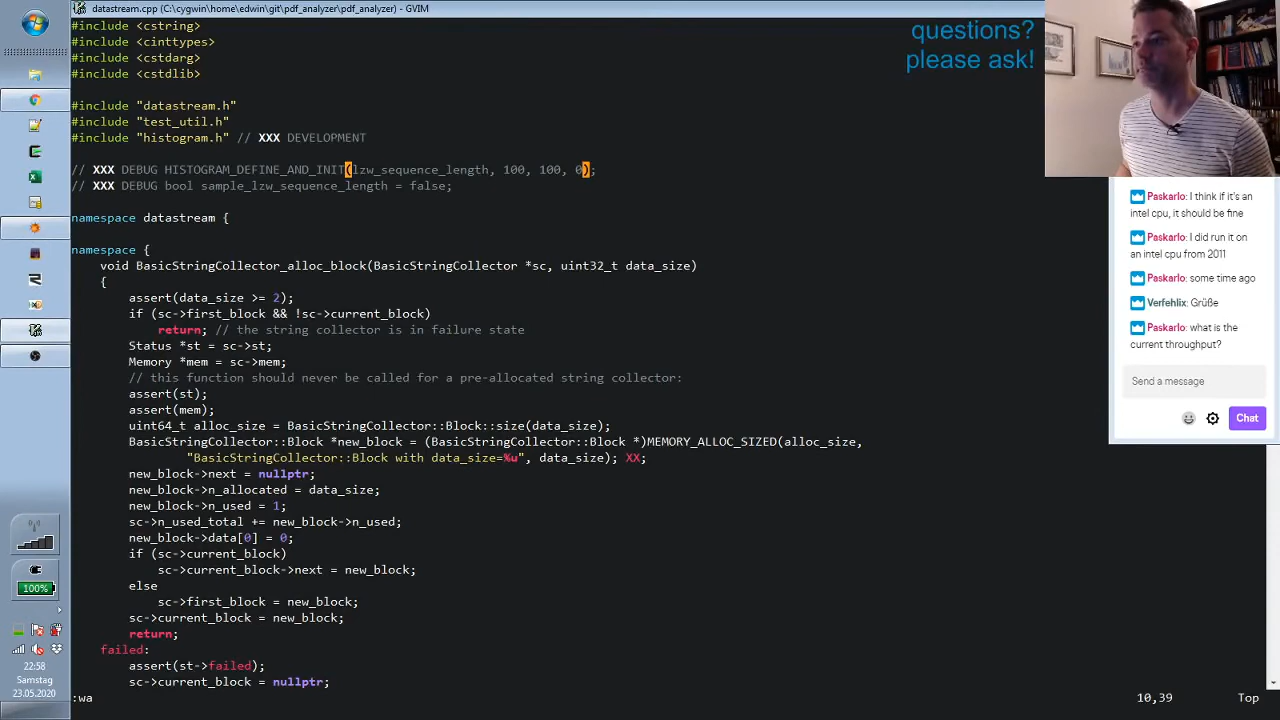 datastream.cpp (C:\cygwin\home\edwin\git\pdf_analyzer\pdf_analyzer) - GVIM
#include <cstring>
#include <cinttypes>
#include <cstdarg>
#include <cstdlib>
#include "datastream.h"
#include "test_util.h"
#include "histogram.h" // XXX DEVELOPMENT
// XXX DEBUG HISTOGRAM_DEFINE_AND_INIT(lzw_sequence_length, 100, 100, 0);
// XXX DEBUG bool sample_lzw_sequence_length = false;
namespace datastream {
namespace {
void BasicStringCollector_alloc_block(BasicStringCollector *sc, uint32_t data_size)
{
assert(data_size >= 2);
if (sc->first_block && !sc->current_block)
return; // the string collector is in failure state
Status *st = sc->st;
Memory *mem = sc->mem;
// this function should never be called for a pre-allocated string collector:
assert(st);
assert(mem);
uint64_t alloc_size = BasicStringCollector::Block::size(data_size);
BasicStringCollector::Block *new_block = (BasicStringCollector::Block *)MEMORY_ALLOC_SIZED(alloc_size,
"BasicStringCollector::Block with data_size=%u", data_size); XX;
new_block->next = nullptr;
new_block->n_allocated = data_size;
new_block->n_used = 1;
sc->n_used_total += new_block->n_used;
new_block->data[0] = 0;
if (sc->current_block)
sc->current_block->next = new_block;
else
sc->first_block = new_block;
sc->current_block = new_block;
return;
failed:
assert(st->failed);
sc->current_block = nullptr;
:wa
10,39
Top
questions?
please ask!
Paskarlo: I think if it's an
intel cpu, it should be fine
Paskarlo: I did run it on
an intel cpu from 2011
Paskarlo: some time ago
Verfehlix: Grüße
Paskarlo: what is the
current throughput?
Send a message
Chat
100%
22:58
Samstag
23.05.2020